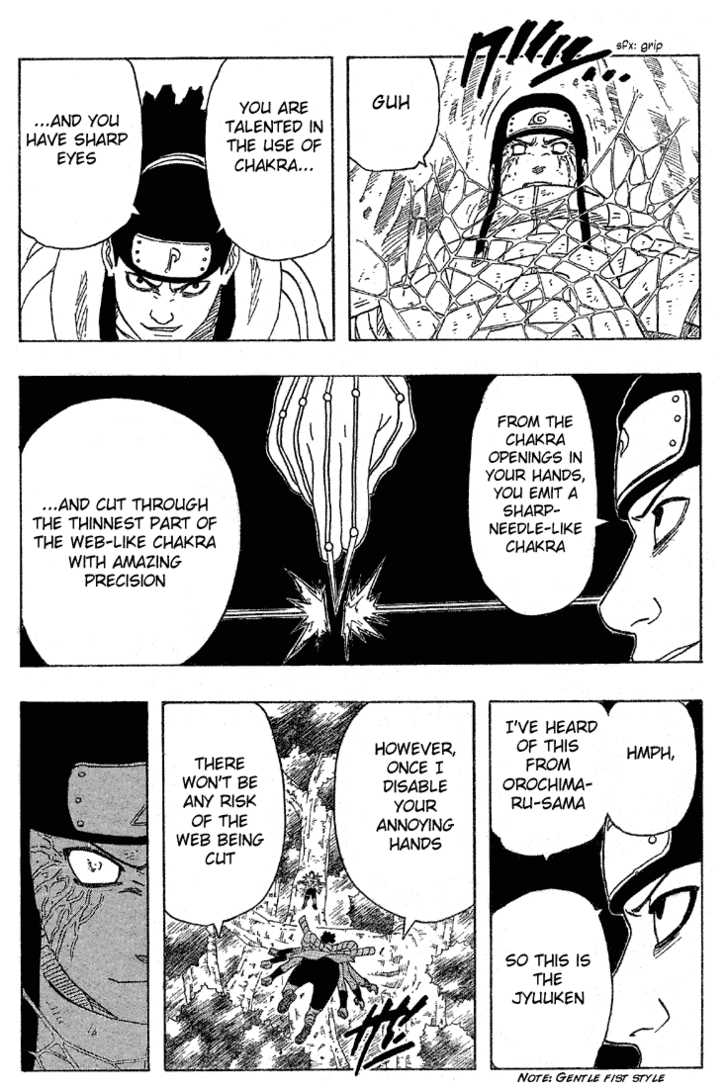 グググッ
sfx: grip
GUH
YOU ARE
TALENTED IN
THE USE OF
CHAKRA...
...AND YOU
HAVE SHARP
EYES
FROM THE
CHAKRA
OPENINGS IN
YOUR HANDS,
YOU EMIT A
SHARP-
NEEDLE-LIKE
CHAKRA
...AND CUT THROUGH
THE THINNEST PART OF
THE WEB-LIKE CHAKRA
WITH AMAZING
PRECISION
HMPH,
I'VE HEARD
OF THIS
FROM
OROCHIMA-
RU-SAMA
SO THIS IS
THE
JYUUKEN
NOTE: GENTLE FIST STYLE
HOWEVER,
ONCE I
DISABLE
YOUR
ANNOYING
HANDS
THERE
WON'T BE
ANY RISK
OF THE
WEB BEING
CUT